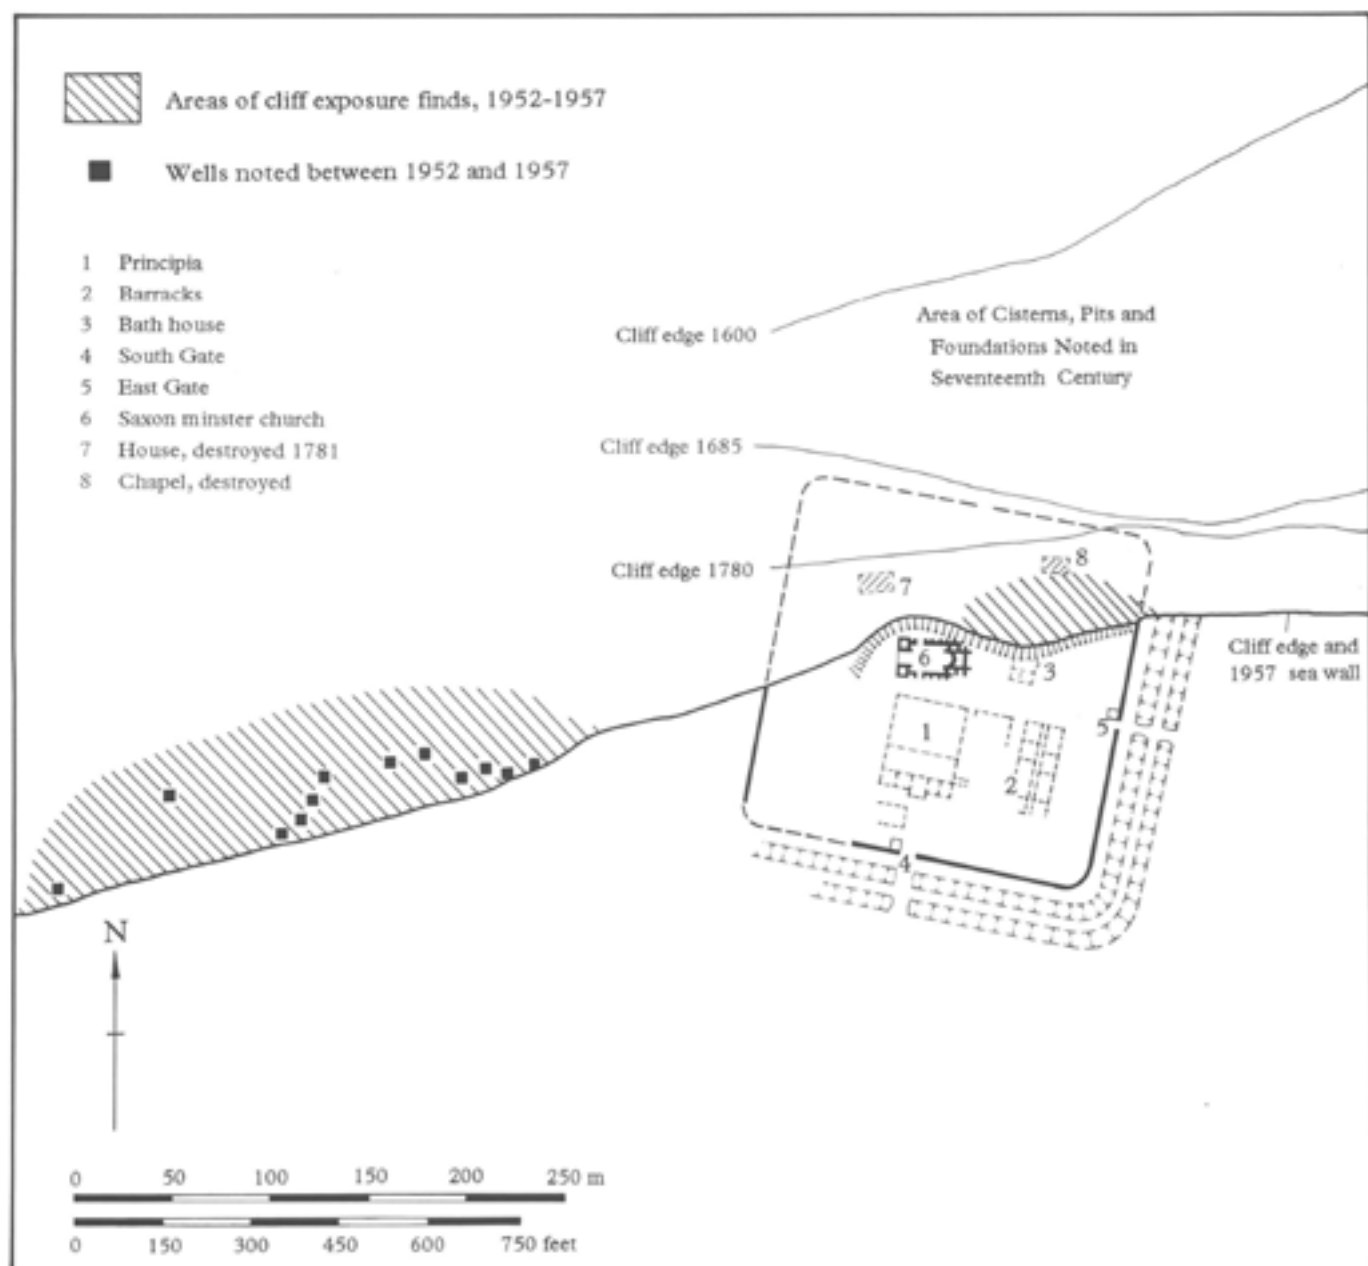 Areas of cliff exposure finds, 1952-1957
Wells noted between 1952 and 1957
1 Principia
2 Barracks
3 Bath house
4 South Gate
5 East Gate
6 Saxon minster church
7 House, destroyed 1781
8 Chapel, destroyed
Cliff edge 1600
Area of Cisterns, Pits and
Foundations Noted in
Seventeenth Century
Cliff edge 1685
Cliff edge 1780
8
7
6
3
Cliff edge and
1957 sea wall
1
5
2
4
N
0 50 100 150 200 250 m
0 150 300 450 600 750 feet